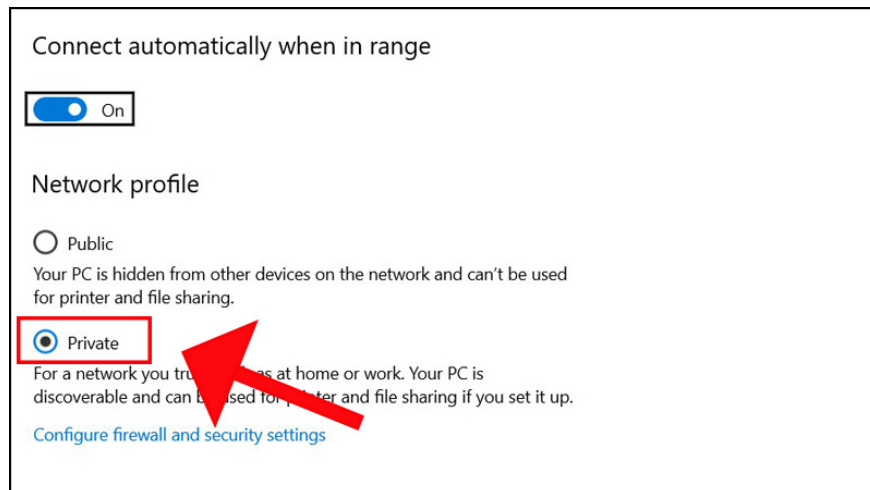 Connect automatically when in range
On
Network profile
Public
Your PC is hidden from other devices on the network and can't be used
for printer and file sharing.
Private
For a network you as at home or work. Your PC is
discoverable and can for and file sharing if you set it up.
Configure firewall and security settings